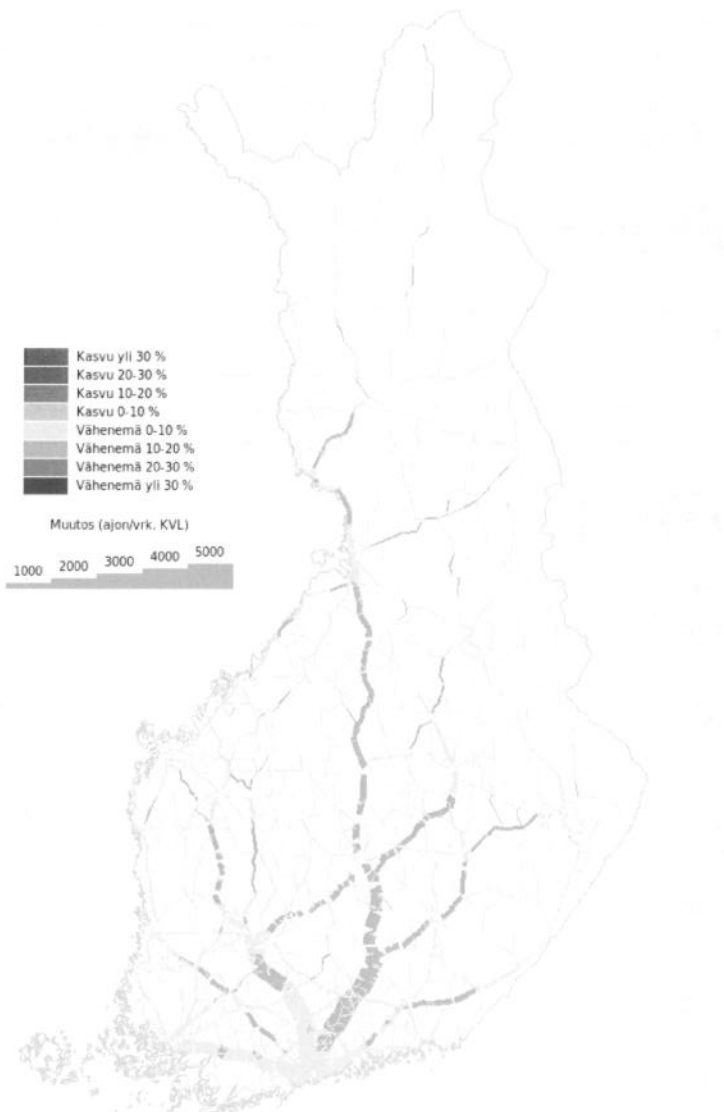 Kasvu yli 30 %
Kasvu 20-30 %
Kasvu 10-20 %
Kasvu 0-10 %
Vähenemä 0-10 %
Vähenemä 10-20 %
Vähenemä 20-30 %
Vähenemä yli 30 %
Muutos (ajon/vrk, KVL)
1000 2000 3000 4000 5000